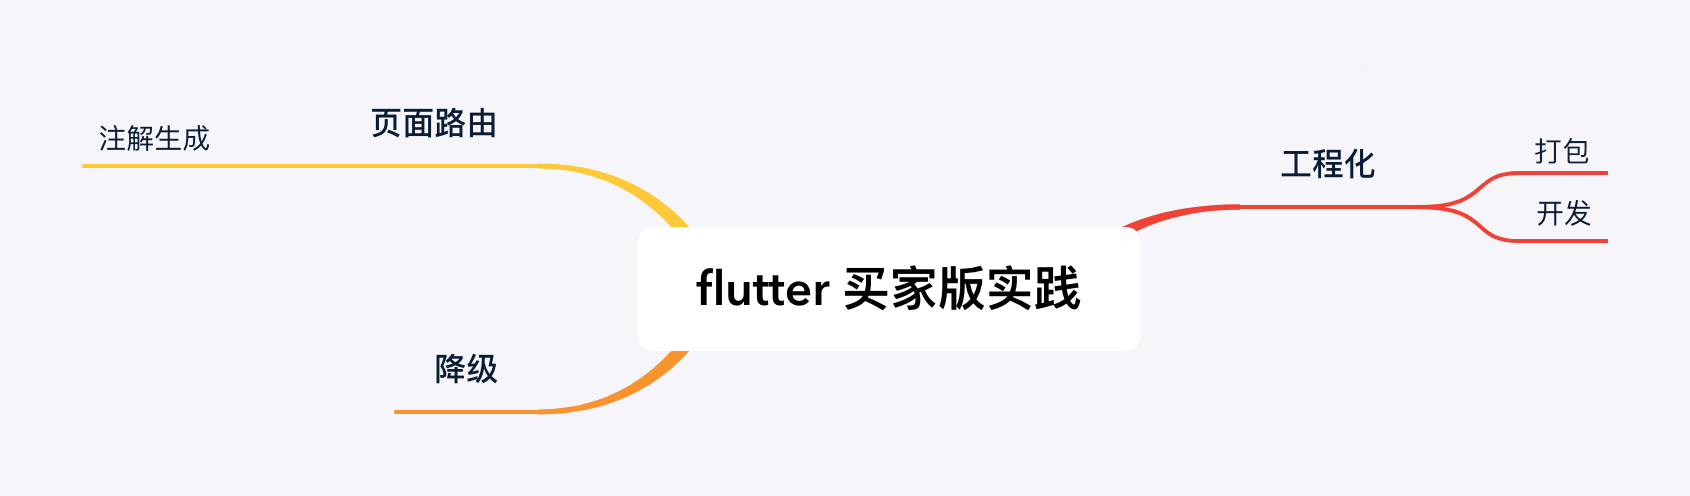 页面路由
注解生成
工程化
打包
开发
flutter 买家版实践
降级